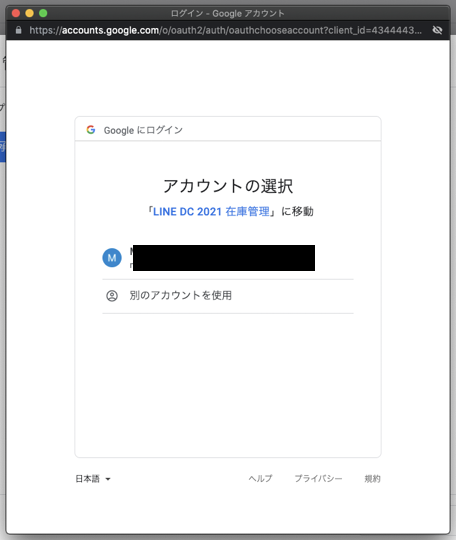 ログイン - Google アカウント
https://accounts.google.com/o/oauth2/auth/oauthchooseaccount?client_id=4344443...
Google にログイン
アカウントの選択
「LINE DC 2021 在庫管理」に移動
M
別のアカウントを使用
日本語
ヘルプ プライバシー 規約